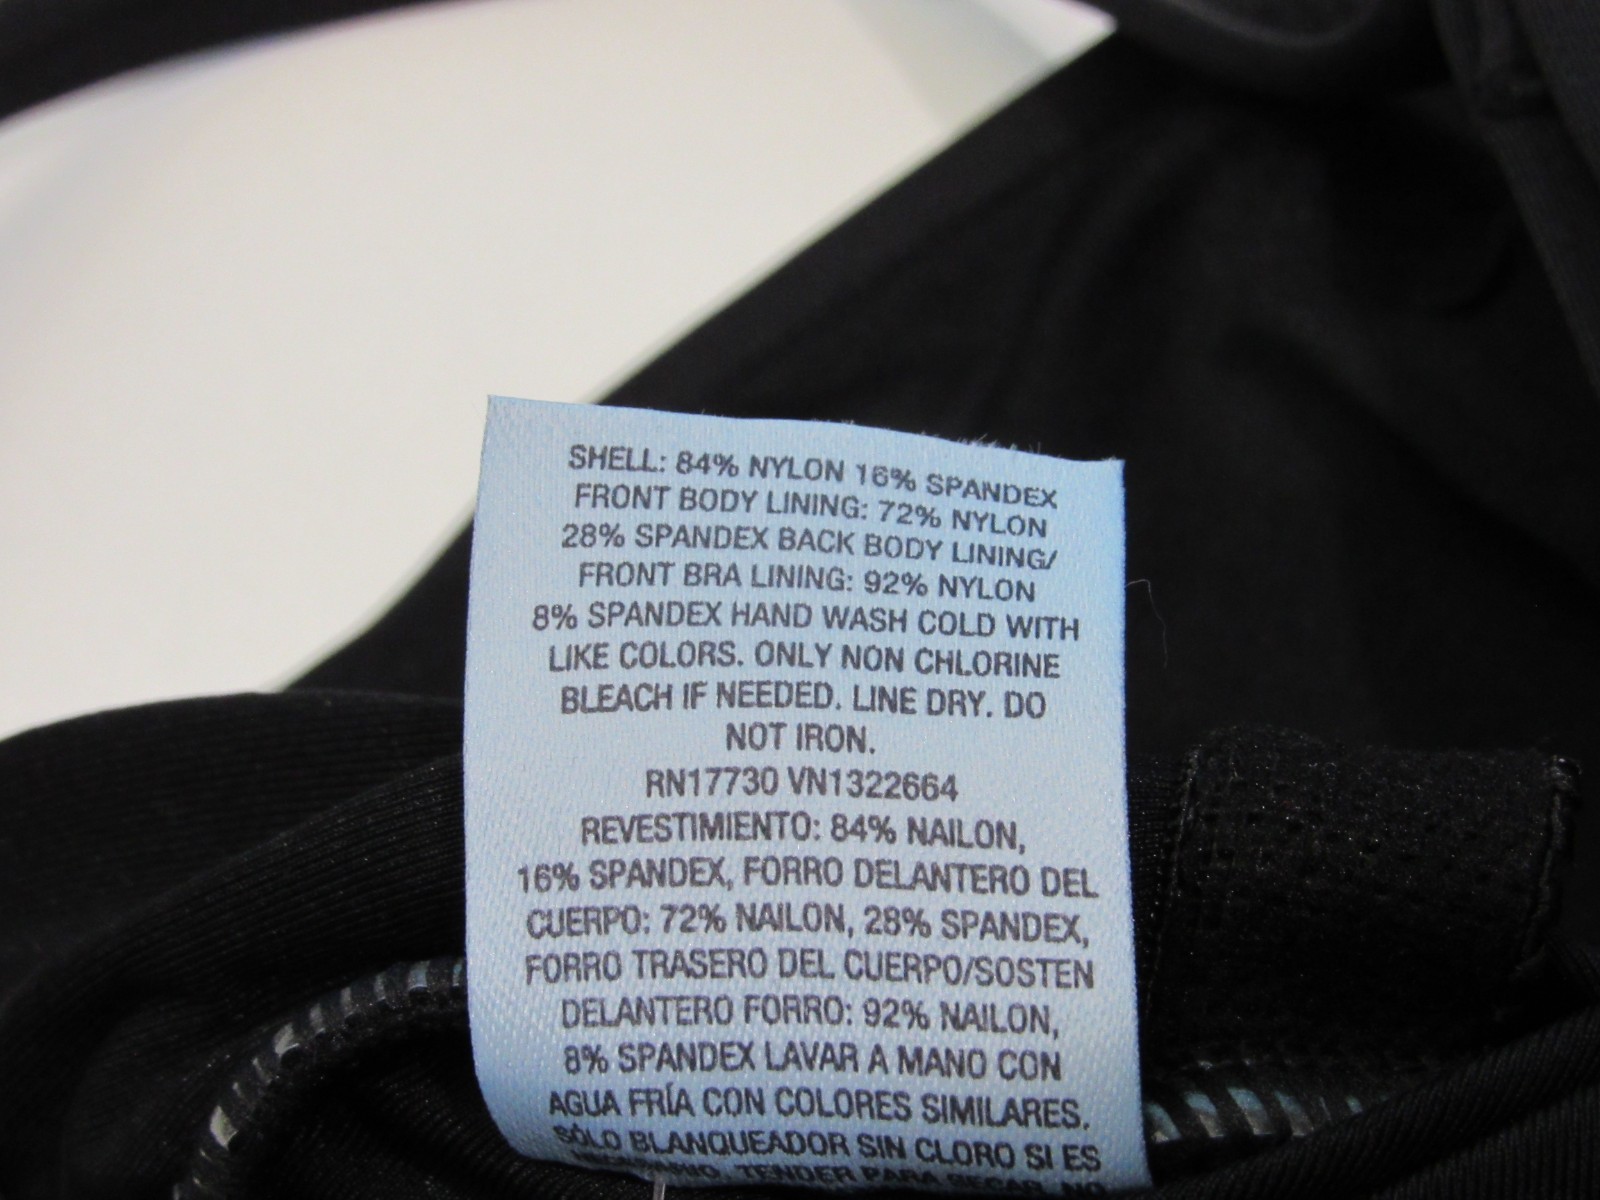 SHELL: 84% NYLON 16% SPANDEX
FRONT BODY LINING: 72% NYLON
28% SPANDEX BACK BODY LINING/
FRONT BRA LINING: 92% NYLON
8% SPANDEX HAND WASH COLD WITH
LIKE COLORS. ONLY NON CHLORINE
BLEACH IF NEEDED. LINE DRY. DO
NOT IRON.
RN17730 VN1322664
REVESTIMIENTO: 84% NAILON,
16% SPANDEX, FORRO DELANTERO DEL
CUERPO: 72% NAILON, 28% SPANDEX,
FORRO TRASERO DEL CUERPO/SOSTEN
DELANTERO FORRO: 92% NAILON,
8% SPANDEX LAVAR A MANO CON
AGUA FRÍA CON COLORES SIMILARES.
SÓLO BLANQUEADOR SIN CLORO SI ES
TENDER PARA SECAR. NO